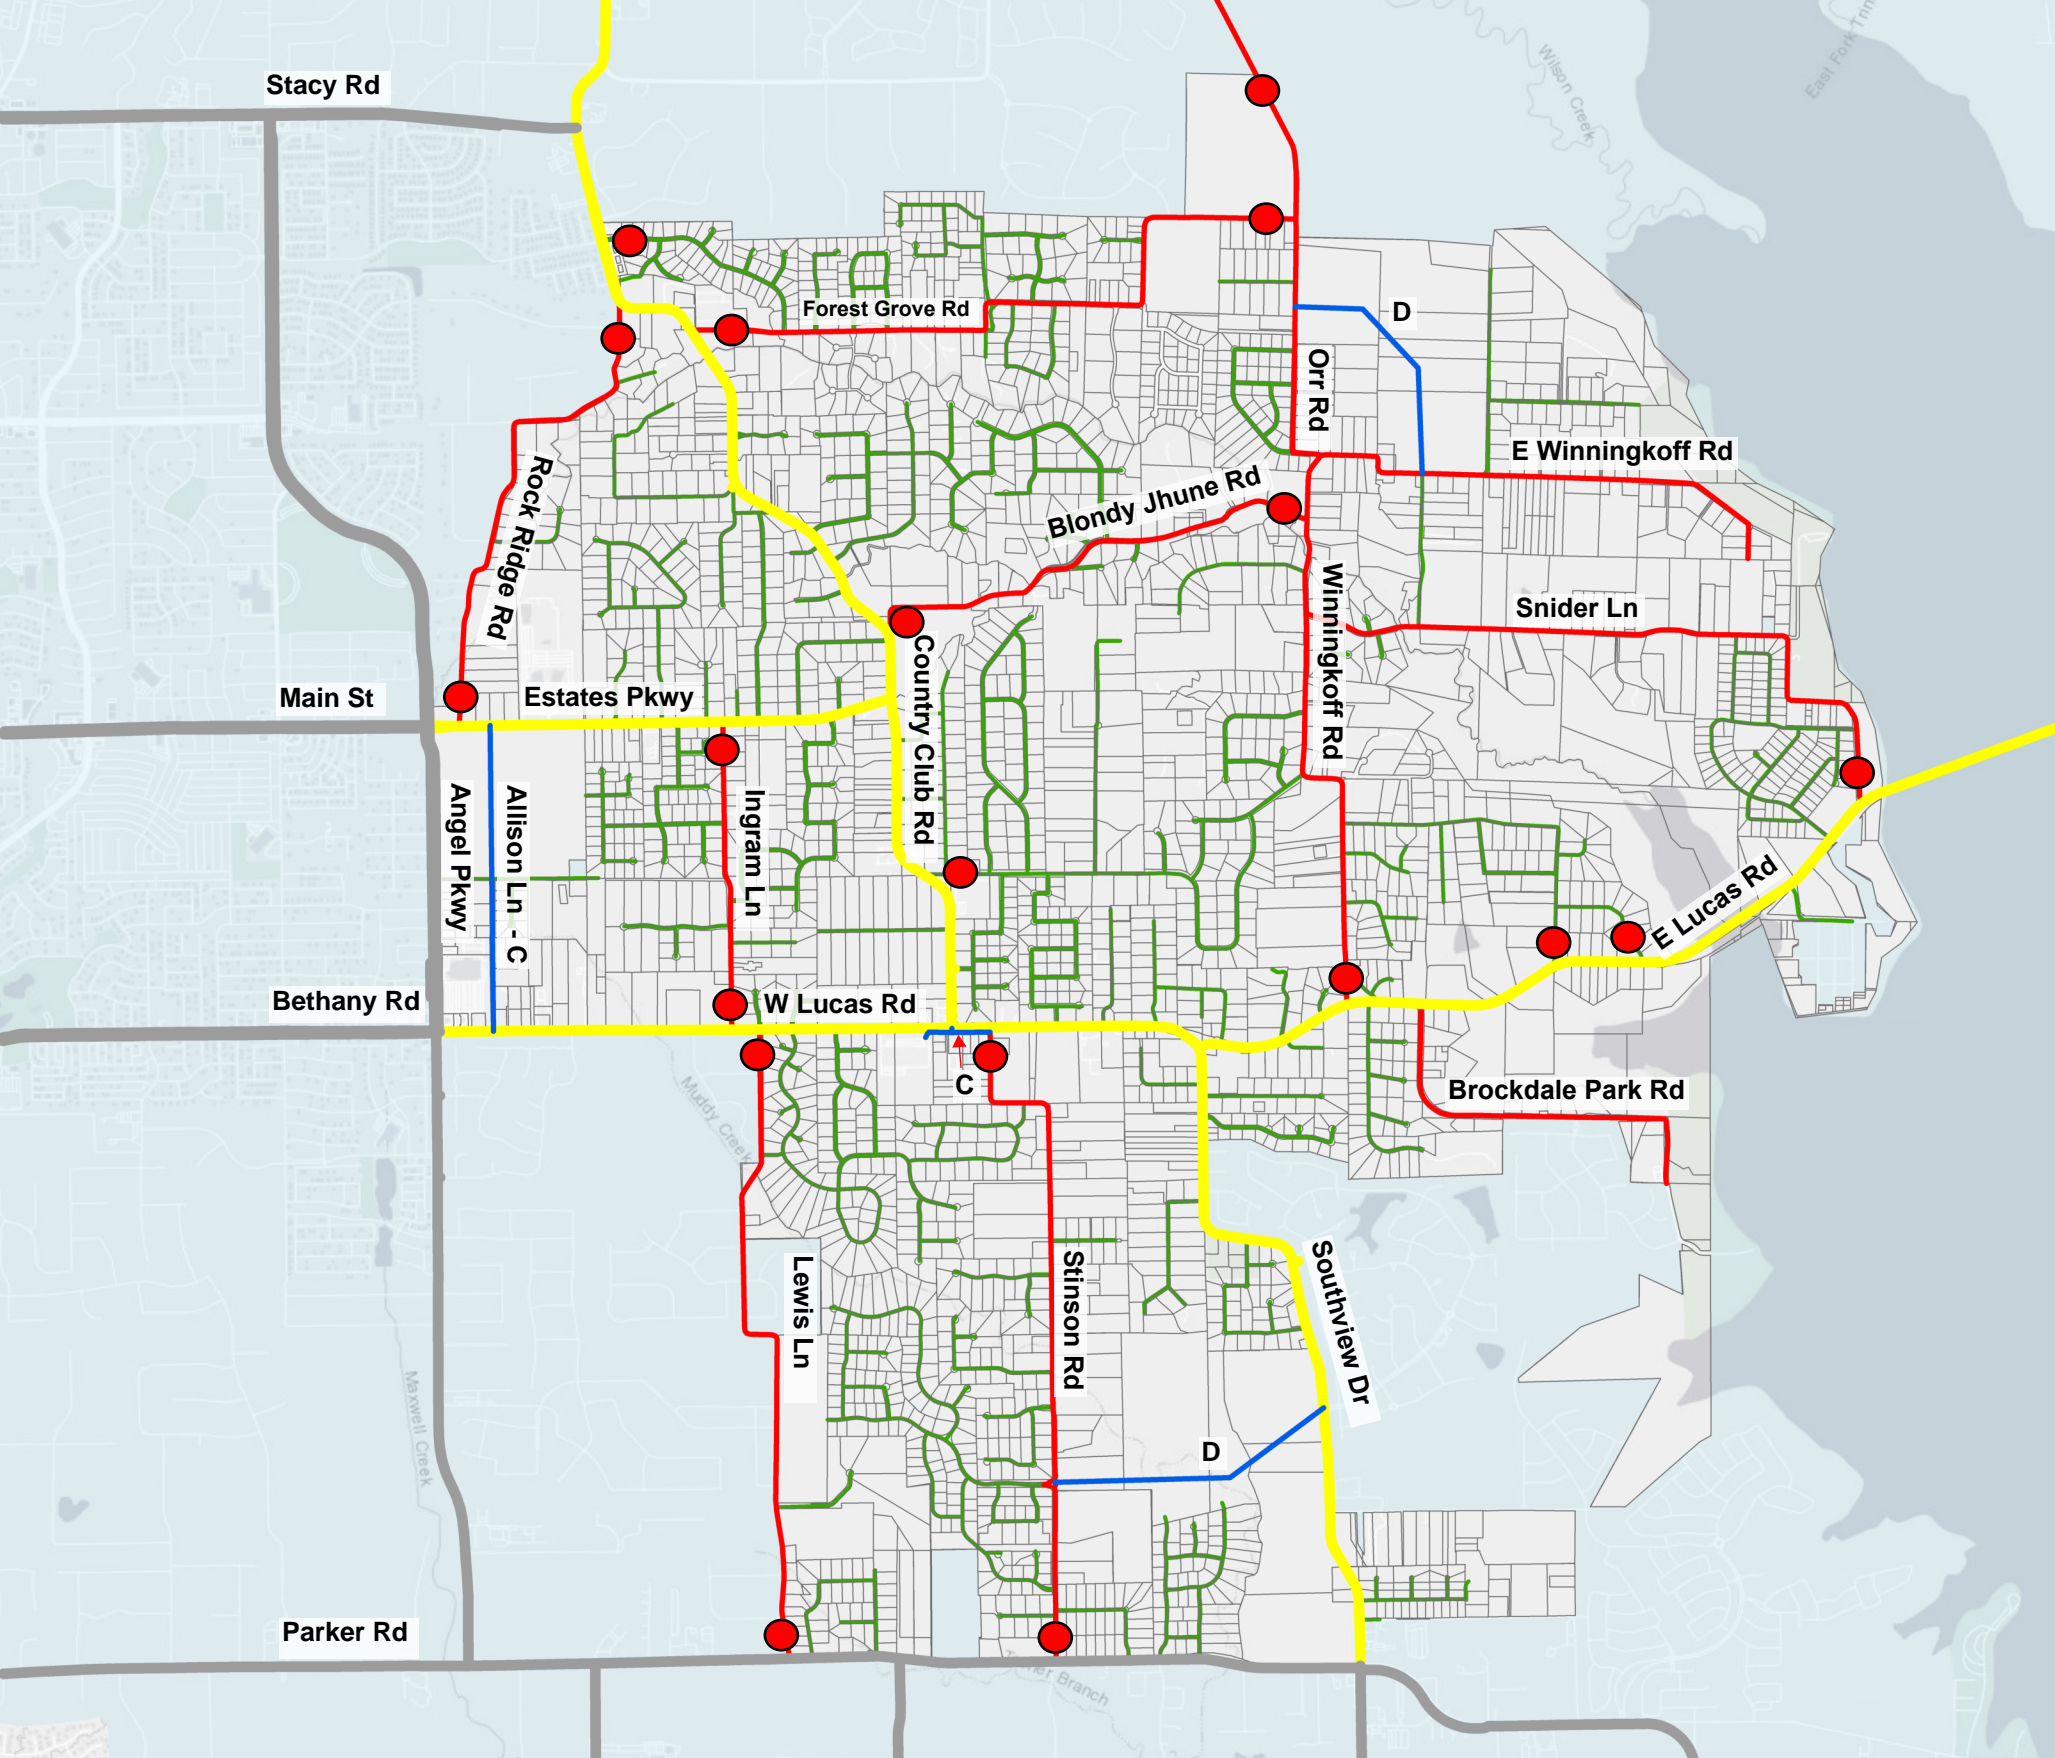 Stacy Rd
Wilson Creek
East Fork Trin
Forest Grove Rd
D
Orr Rd
E Winningkoff Rd
Rock Ridge Rd
Blondy Jhune Rd
Winningkoff Rd
Snider Ln
Main St
Estates Pkwy
Country Club Rd
Angel Pkwy
Allison Ln - C
Ingram Ln
E Lucas Rd
Bethany Rd
W Lucas Rd
C
Muddy Creek
Brockdale Park Rd
Lewis Ln
Stinson Rd
Southview Dr
Maxwell Creek
D
Parker Rd
Branch